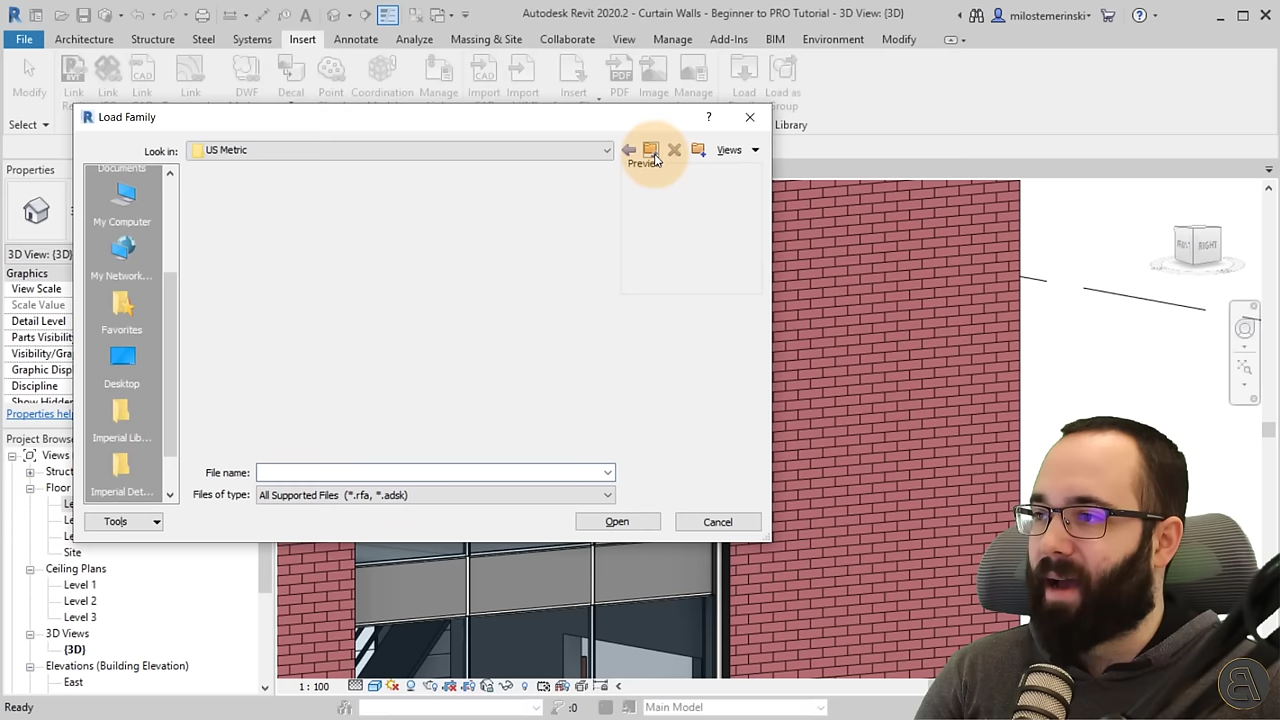 Autodesk Revit 2020.2 - Curtain Walls - Beginner to PRO Tutorial - 3D View: {3D}
milostemerinski
File Architecture Structure Steel Systems Insert Annotate Analyze Massing & Site Collaborate View Manage Add-Ins BIM Environment Modify
Modify Link Link Link Link DWF Decal Point Coordination Manage Import Import Insert PDF Image Manage Load Load as
Group
Select Library
Load Family
Look in: US Metric Views
Preview
Properties
Documents
My Computer
My Network...
Favorites
Desktop
Imperial Lib...
Imperial Det...
3D View: {3D}
Graphics
View Scale
Scale Value
Detail Level
Parts Visibility
Visibility/Gra
Graphic Disp
Discipline
Show Hidden
Properties help
File name:
Files of type: All Supported Files (*.rfa, *.adsk)
Tools Open Cancel
RIGHT
Project Browse
Views
Struct
Floor
Le
Le
Le
Site
Ceiling Plans
Level 1
Level 2
Level 3
3D Views
{3D}
Elevations (Building Elevation)
East
1 : 100
Ready :0 Main Model